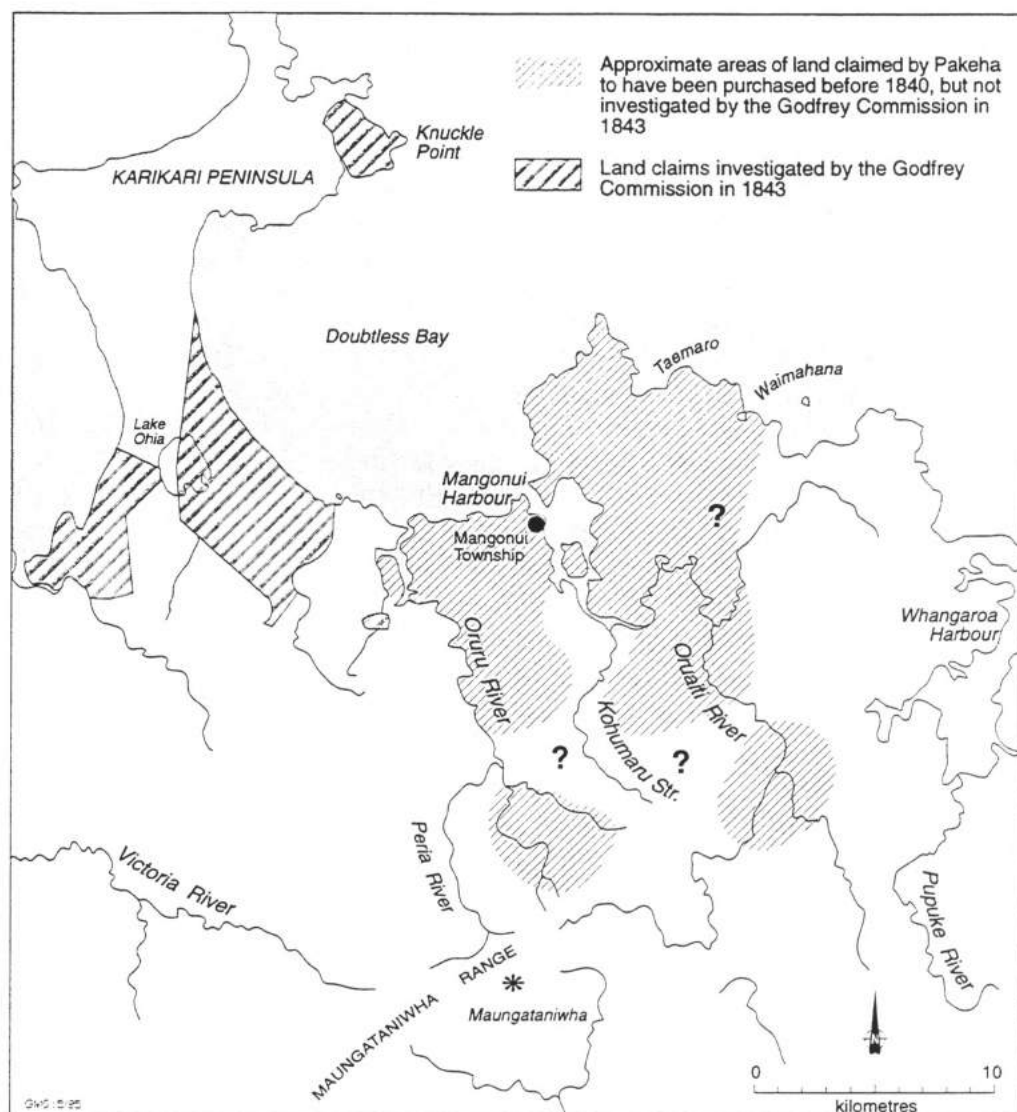 Approximate areas of land claimed by Pakeha
to have been purchased before 1840, but not
investigated by the Godfrey Commission in
1843
Knuckle
Point
KARIKARI PENINSULA
Land claims investigated by the Godfrey
Commission in 1843
Doubtless Bay
Taemaro
Waimahana
Lake
Ohia
Mangonui
Harbour
?
Mangonui
Township
Whangaroa
Harbour
Oruru River
Oruaiti River
Kohumaru Str.
?
?
Peria River
Victoria River
Pupuke River
MAUNGATANIWHA RANGE
Maungataniwha
N
0 10
kilometres